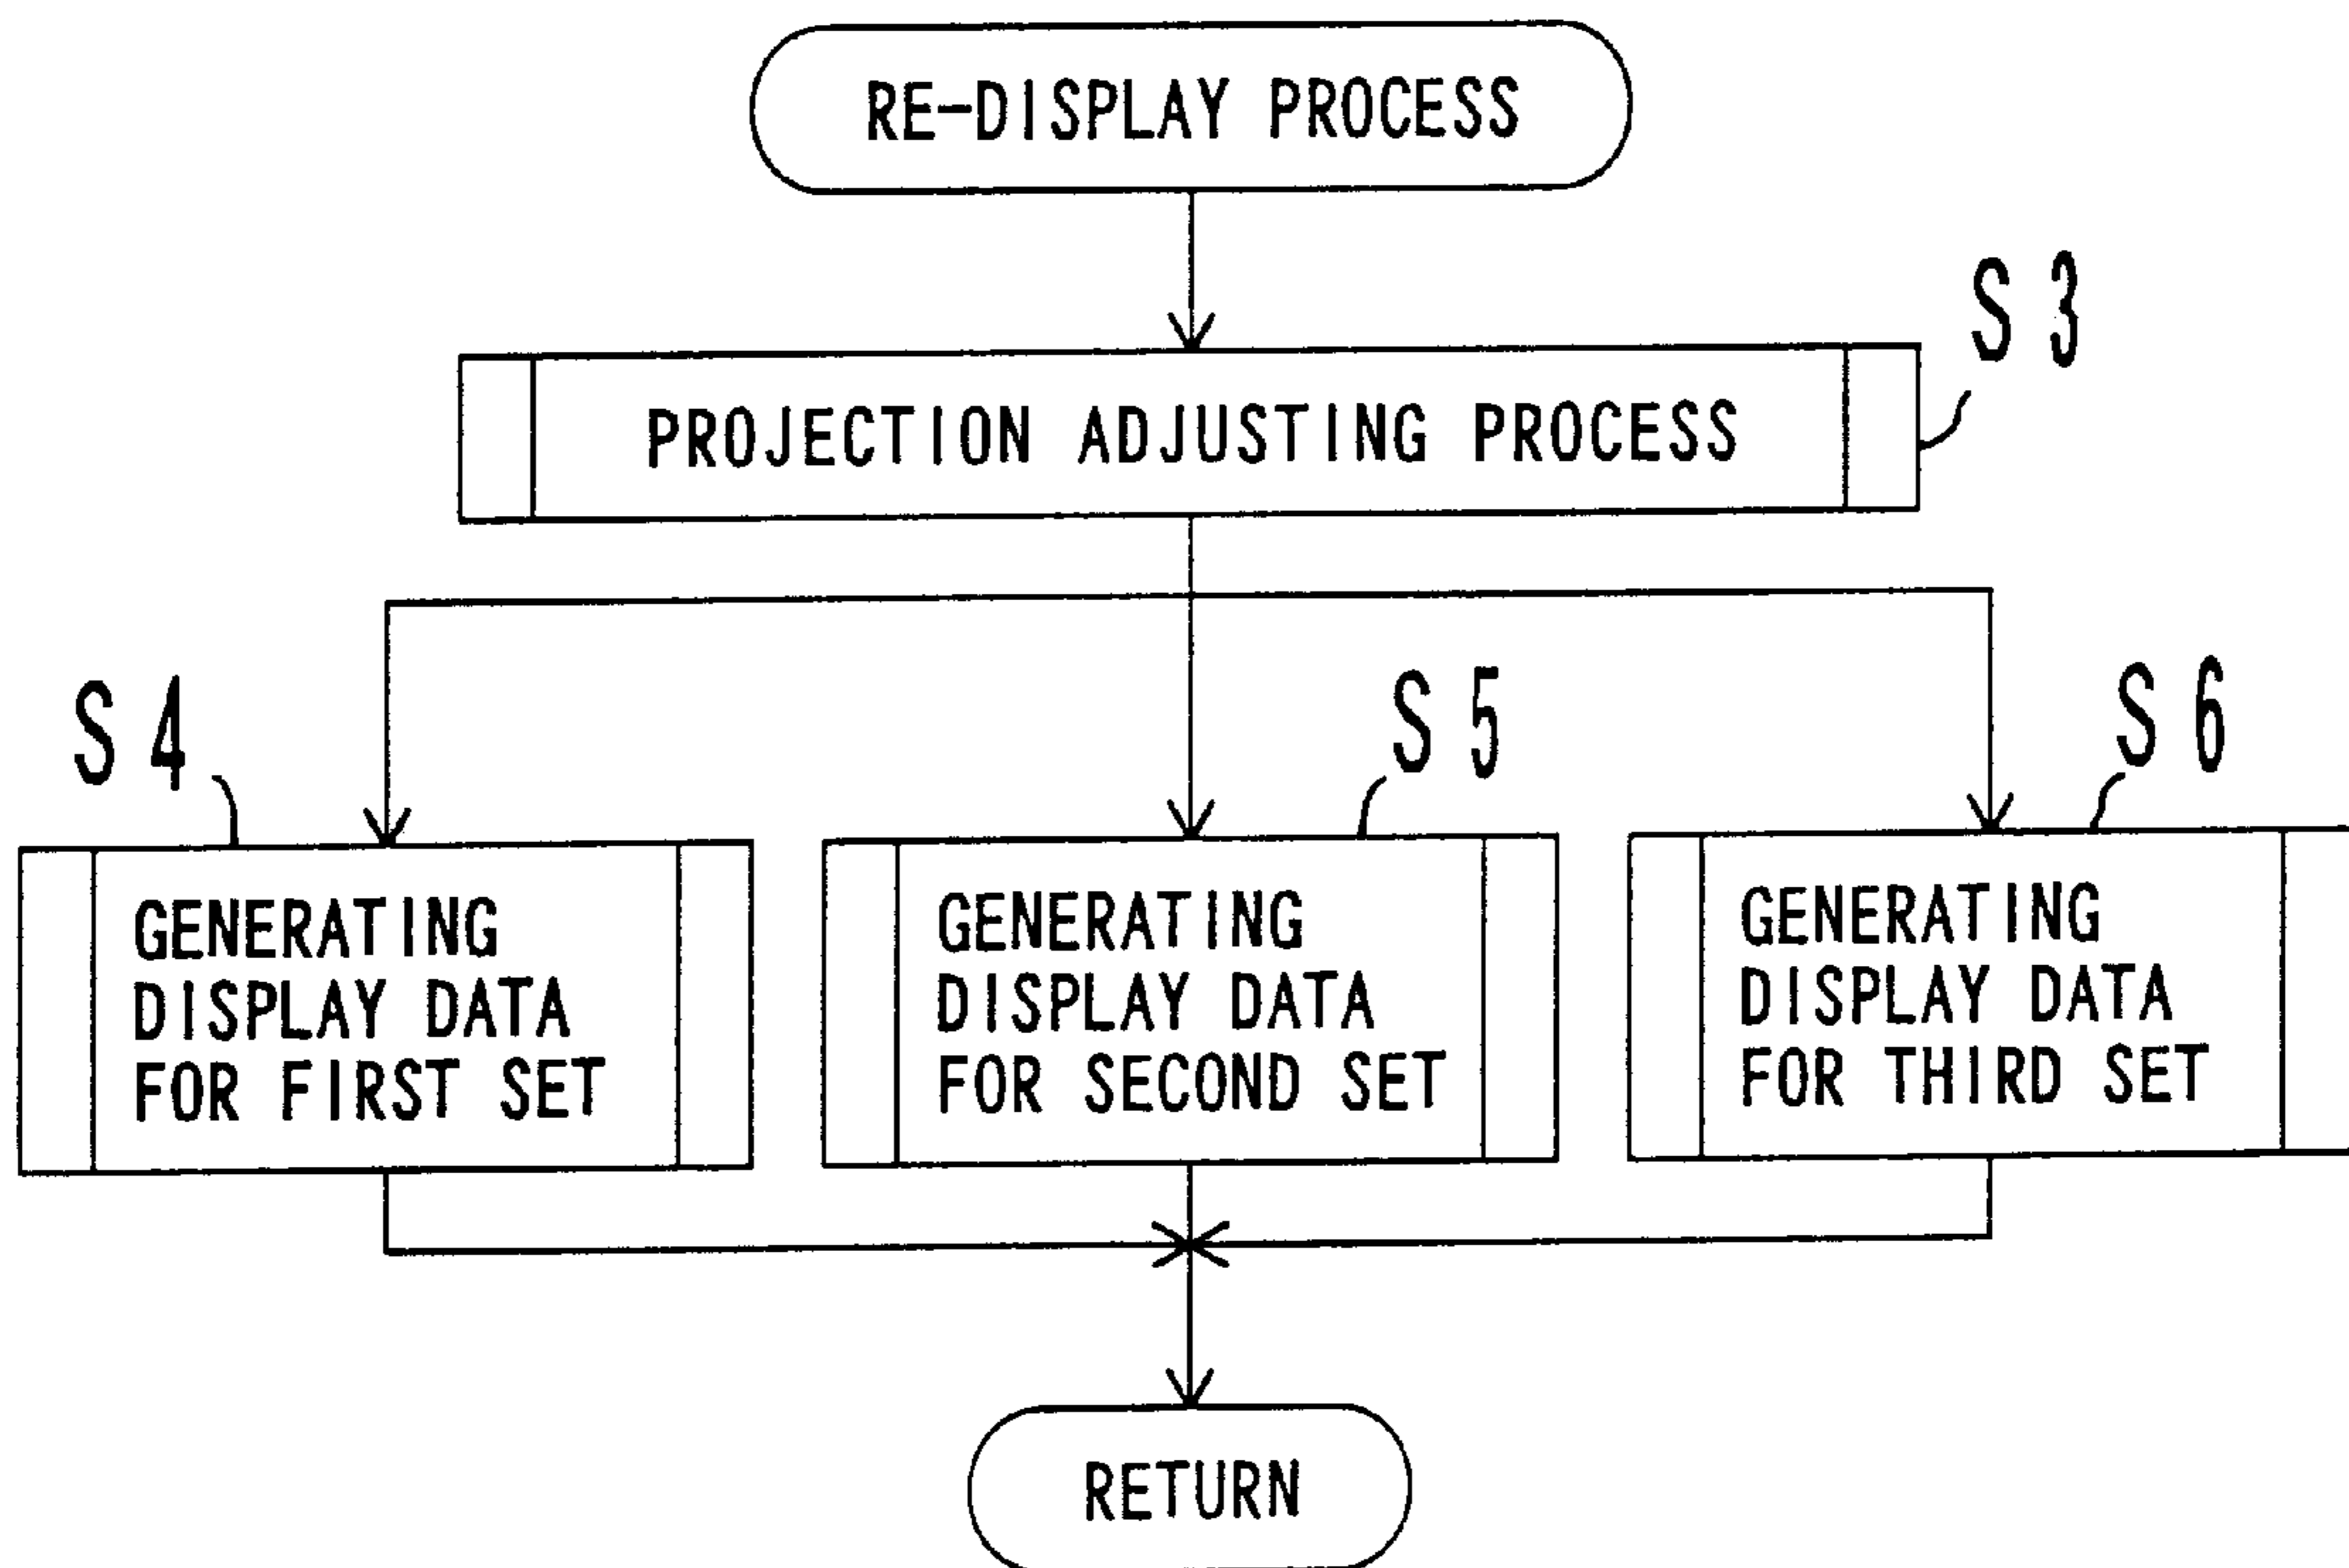 RE-DISPLAY PROCESS
S3
PROJECTION ADJUSTING PROCESS
S4
S5
S6
GENERATING
DISPLAY DATA
FOR FIRST SET
GENERATING
DISPLAY DATA
FOR SECOND SET
GENERATING
DISPLAY DATA
FOR THIRD SET
RETURN